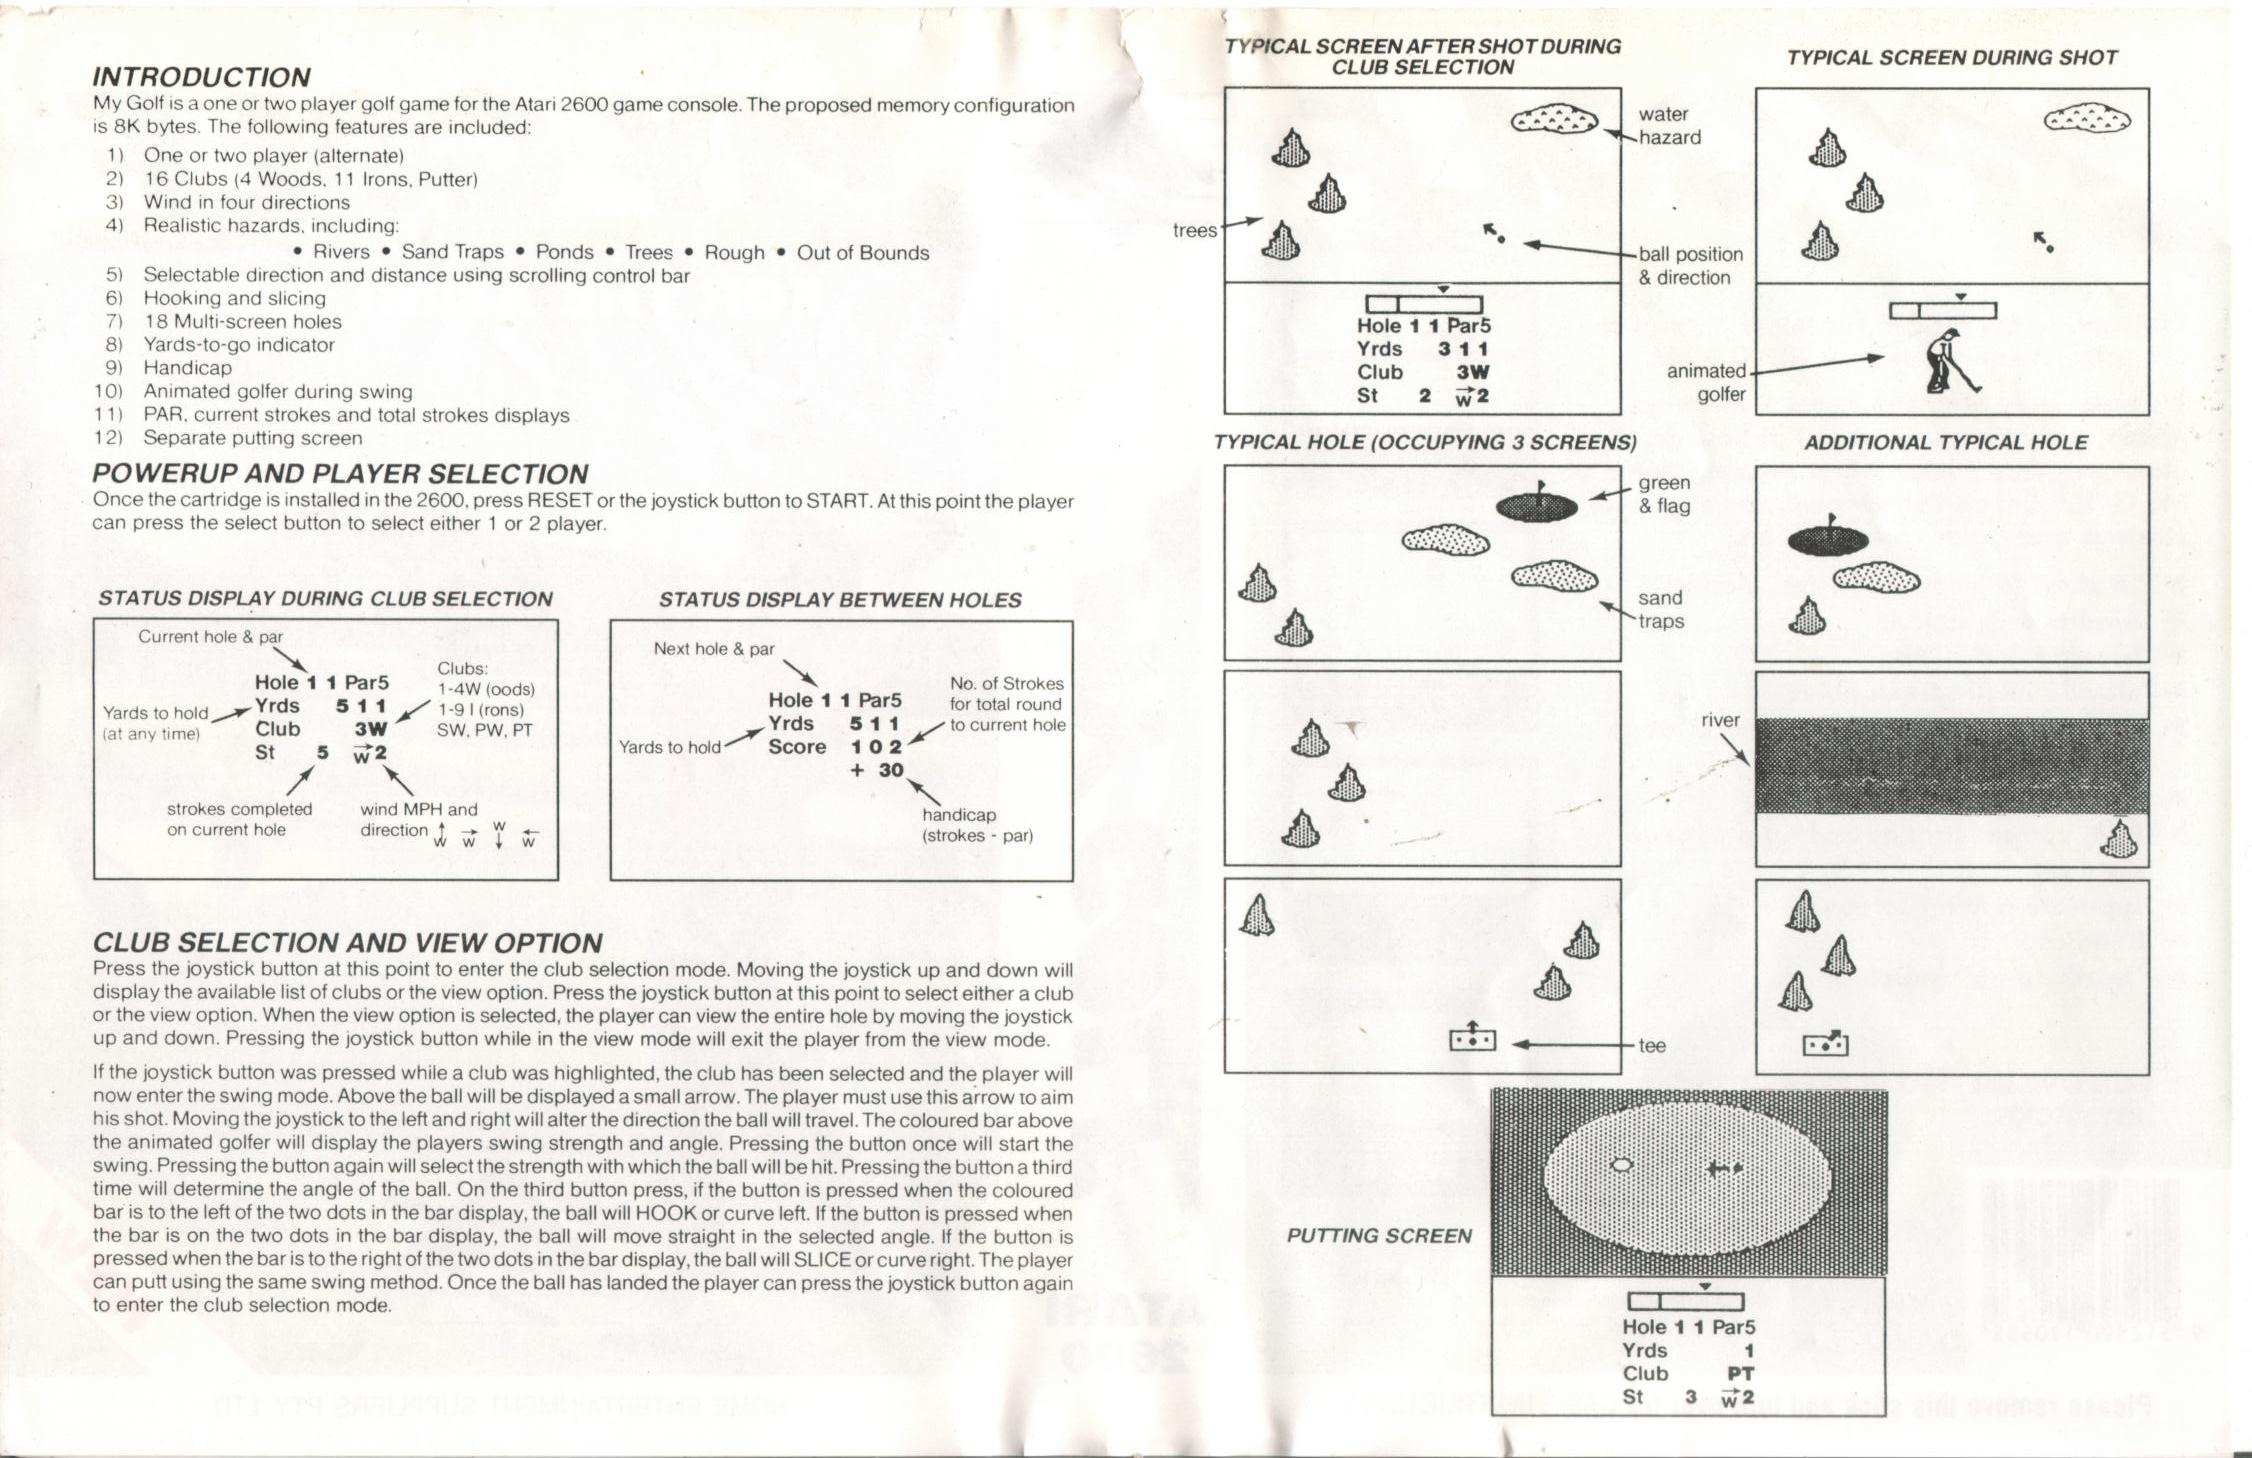 INTRODUCTION
My Golf is a one or two player golf game for the Atari 2600 game console. The proposed memory configuration
is 8K bytes. The following features are included:
1) One or two player (alternate)
2) 16 Clubs (4 Woods, 11 Irons, Putter)
3) Wind in four directions
4) Realistic hazards, including:
• Rivers • Sand Traps • Ponds • Trees • Rough • Out of Bounds
5) Selectable direction and distance using scrolling control bar
6) Hooking and slicing
7) 18 Multi-screen holes
8) Yards-to-go indicator
9) Handicap
10) Animated golfer during swing
11) PAR, current strokes and total strokes displays
12) Separate putting screen
POWERUP AND PLAYER SELECTION
Once the cartridge is installed in the 2600, press RESET or the joystick button to START. At this point the player
can press the select button to select either 1 or 2 player.
STATUS DISPLAY DURING CLUB SELECTION
Current hole & par
Hole 1 1 Par5
Yrds 5 1 1
Club 3W
St 5 w 2
Clubs:
1-4W (oods)
1-9 I (rons)
SW, PW, PT
Yards to hold
(at any time)
strokes completed
on current hole
wind MPH and
direction ↑ → W ←
W W ↓ W
STATUS DISPLAY BETWEEN HOLES
Next hole & par
Hole 1 1 Par5
Yrds 5 1 1
Score 1 0 2
+ 30
No. of Strokes
for total round
to current hole
Yards to hold
handicap
(strokes - par)
CLUB SELECTION AND VIEW OPTION
Press the joystick button at this point to enter the club selection mode. Moving the joystick up and down will
display the available list of clubs or the view option. Press the joystick button at this point to select either a club
or the view option. When the view option is selected, the player can view the entire hole by moving the joystick
up and down. Pressing the joystick button while in the view mode will exit the player from the view mode.
If the joystick button was pressed while a club was highlighted, the club has been selected and the player will
now enter the swing mode. Above the ball will be displayed a small arrow. The player must use this arrow to aim
his shot. Moving the joystick to the left and right will alter the direction the ball will travel. The coloured bar above
the animated golfer will display the players swing strength and angle. Pressing the button once will start the
swing. Pressing the button again will select the strength with which the ball will be hit. Pressing the button a third
time will determine the angle of the ball. On the third button press, if the button is pressed when the coloured
bar is to the left of the two dots in the bar display, the ball will HOOK or curve left. If the button is pressed when
the bar is on the two dots in the bar display, the ball will move straight in the selected angle. If the button is
pressed when the bar is to the right of the two dots in the bar display, the ball will SLICE or curve right. The player
can putt using the same swing method. Once the ball has landed the player can press the joystick button again
to enter the club selection mode.
TYPICAL SCREEN AFTER SHOT DURING
CLUB SELECTION
water
hazard
trees
ball position
& direction
Hole 1 1 Par5
Yrds 3 1 1
Club 3W
St 2 w 2
TYPICAL SCREEN DURING SHOT
animated
golfer
TYPICAL HOLE (OCCUPYING 3 SCREENS)
green
& flag
sand
traps
tee
ADDITIONAL TYPICAL HOLE
river
PUTTING SCREEN
Hole 1 1 Par5
Yrds 1
Club PT
St 3 w 2